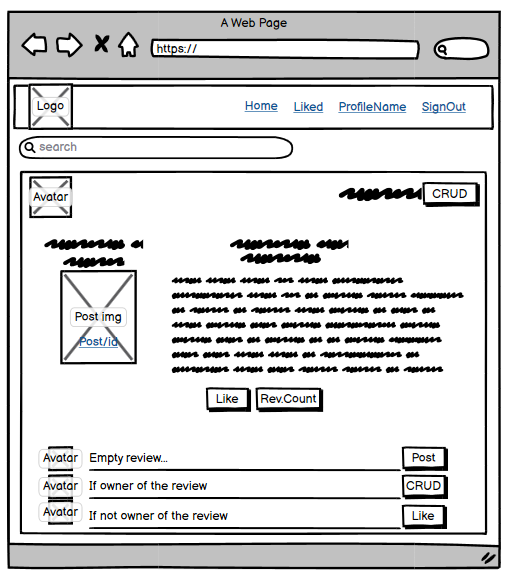 A Web Page
https://
Logo
Home Liked ProfileName SignOut
search
Avatar
CRUD
Post img
Post/id
Like Rev.Count
Avatar Empty review... Post
Avatar If owner of the review CRUD
Avatar If not owner of the review Like